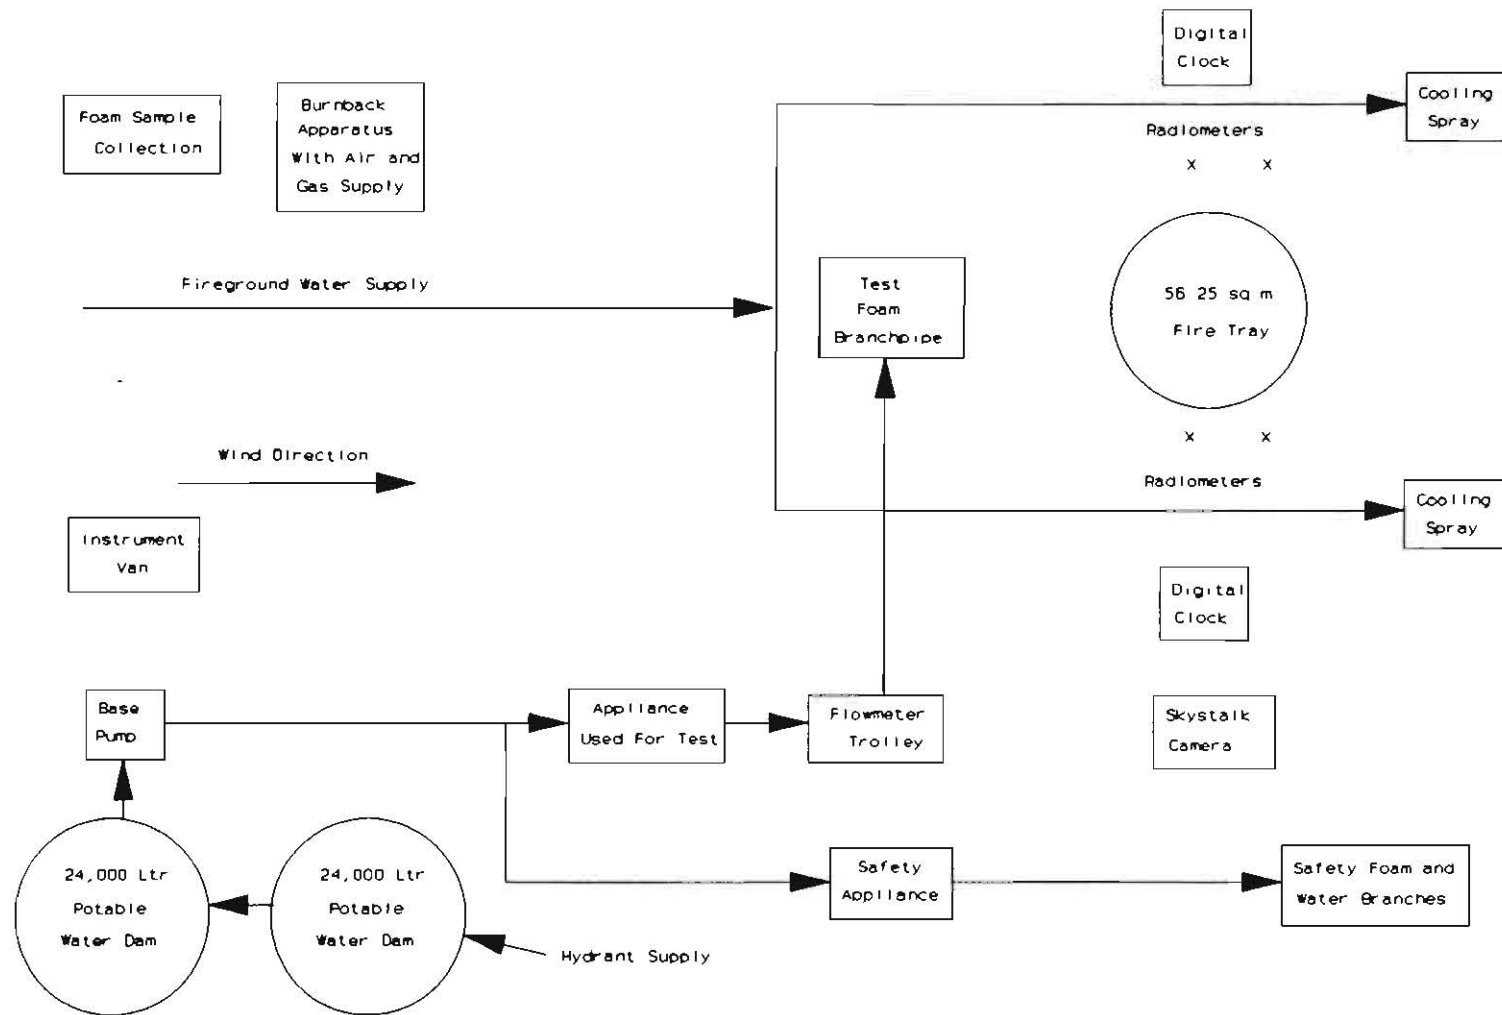 Digital
Clock
Foam Sample
Collection
Burnback
Apparatus
With Air and
Gas Supply
Cooling
Spray
Radiometers
x x
Fireground Water Supply
Test
Foam
Branchpipe
56 25 sq m
Fire Tray
Wind Direction
x x
Radiometers
Cooling
Spray
Instrument
Van
Digital
Clock
Base
Pump
Appliance
Used For Test
Flowmeter
Trolley
Skystalk
Camera
24,000 Ltr
Potable
Water Dam
24,000 Ltr
Potable
Water Dam
Hydrant Supply
Safety
Appliance
Safety Foam and
Water Branches